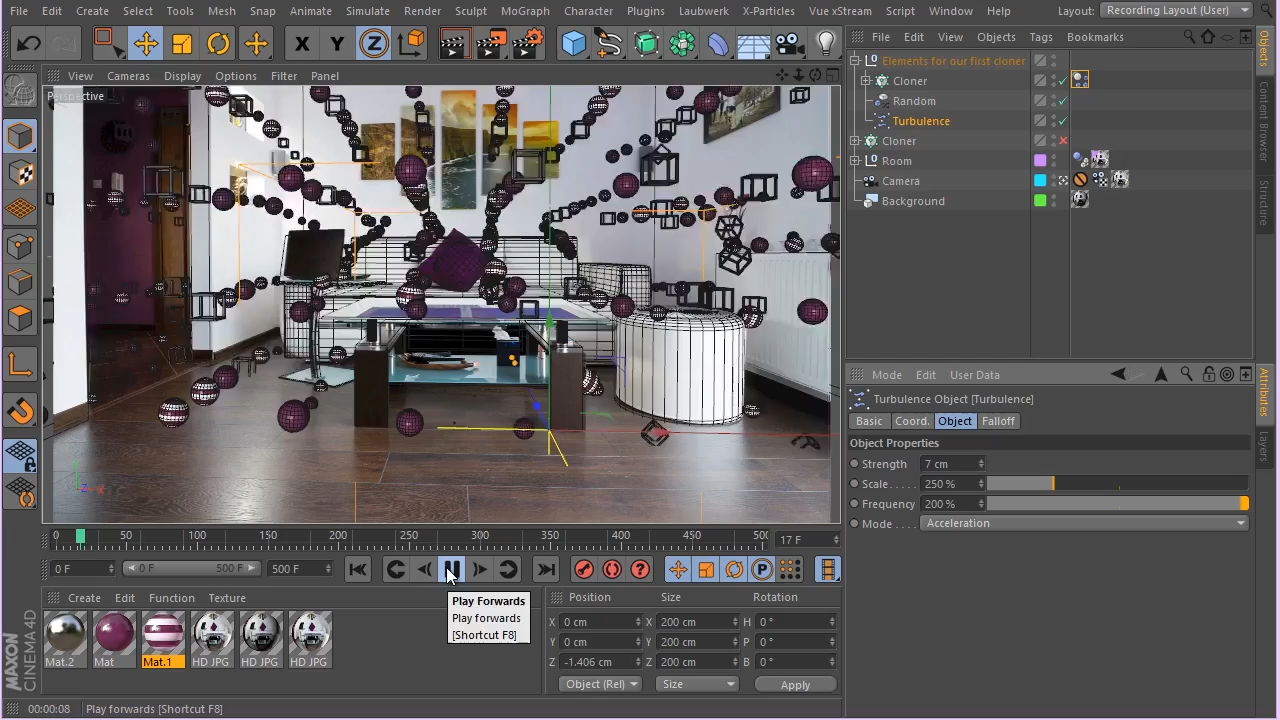 File Edit Create Select Tools Mesh Snap Animate Simulate Render Sculpt MoGraph Character Plugins Laubwerk X-Particles Vue xStream Script Window Help Layout: Recording Layout (User)
X Y Z
File Edit View Objects Tags Bookmarks
View Cameras Display Options Filter Panel
Perspective
Elements for our first cloner
Cloner
Random
Turbulence
Cloner
Room
Camera
Background
Objects
Content Browser
Structure
Mode Edit User Data
Turbulence Object [Turbulence]
Basic Coord. Object Falloff
Object Properties
Strength 7 cm
Scale. . . . . 250 %
Frequency 200 %
Mode . . . . Acceleration
Attributes
Layers
Z X
0 50 100 150 200 250 300 350 400 450 500 17 F
0 F 0 F 500 F 500 F
P
Play Forwards
Play forwards
[Shortcut F8]
Create Edit Function Texture
Mat.2 Mat Mat.1 HD JPG HD JPG HD JPG
MAXON
CINEMA 4D
Position Size Rotation
X 0 cm X 200 cm H 0 °
Y 0 cm Y 200 cm P 0 °
Z -1.406 cm Z 200 cm B 0 °
Object (Rel) Size Apply
00:00:08 Play forwards [Shortcut F8]